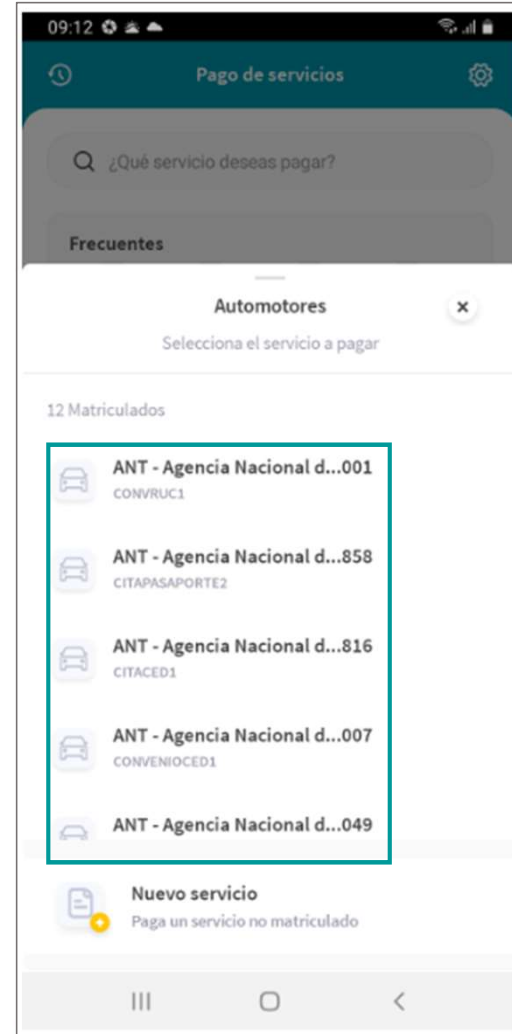 09:12
Pago de servicios
¿Qué servicio deseas pagar?
Frecuentes
Automotores
Selecciona el servicio a pagar
12 Matriculados
ANT - Agencia Nacional d...001
CONVRUC1
ANT - Agencia Nacional d...858
CITAPASAPORTE2
ANT - Agencia Nacional d...816
CITACED1
ANT - Agencia Nacional d...007
CONVENIOCED1
ANT - Agencia Nacional d...049
Nuevo servicio
Paga un servicio no matriculado